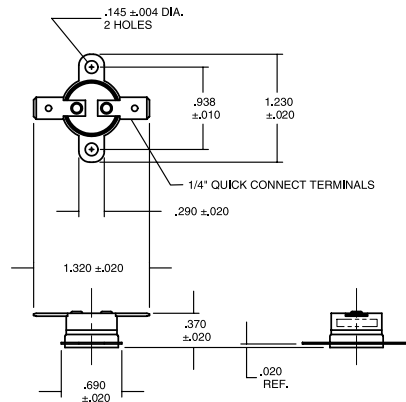 .145 ±.004 DIA.
2 HOLES
.938
±.010
1.230
±.020
1/4" QUICK CONNECT TERMINALS
.290 ±.020
1.320 ±.020
.370
±.020
.020
REF.
.690
±.020